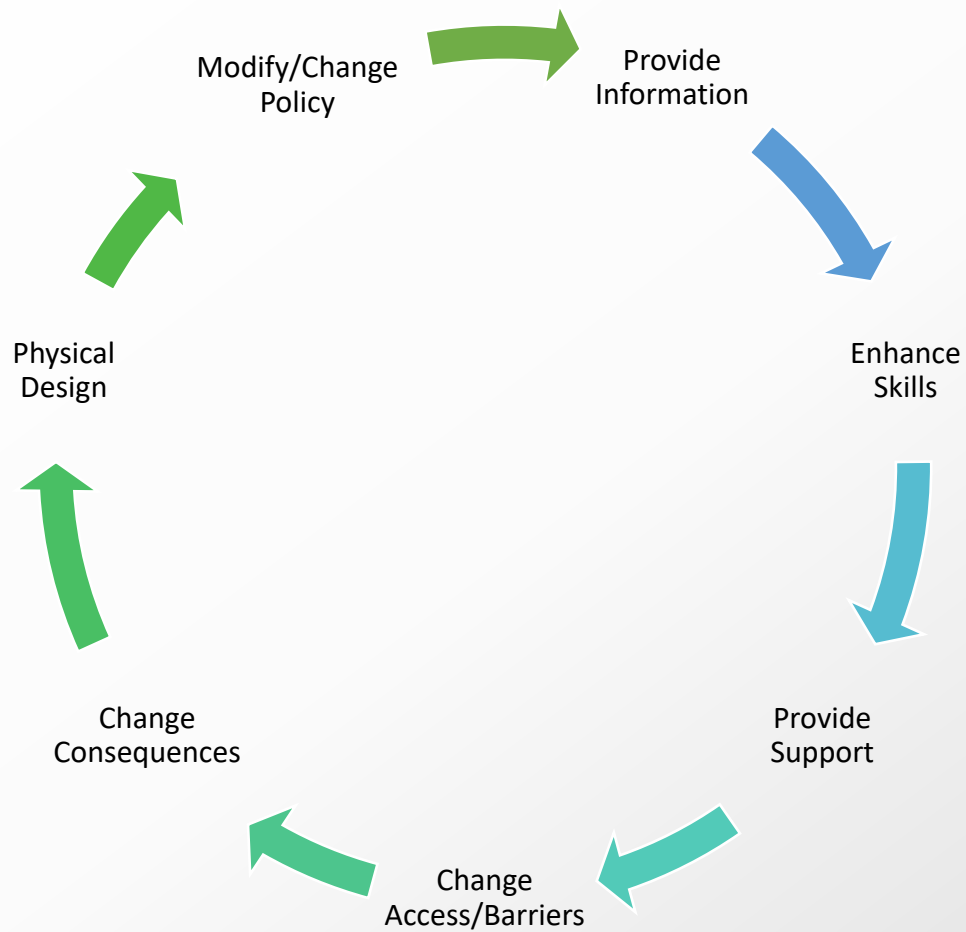 Modify/Change
Policy
Provide
Information
Enhance
Skills
Provide
Support
Change
Access/Barriers
Change
Consequences
Physical
Design